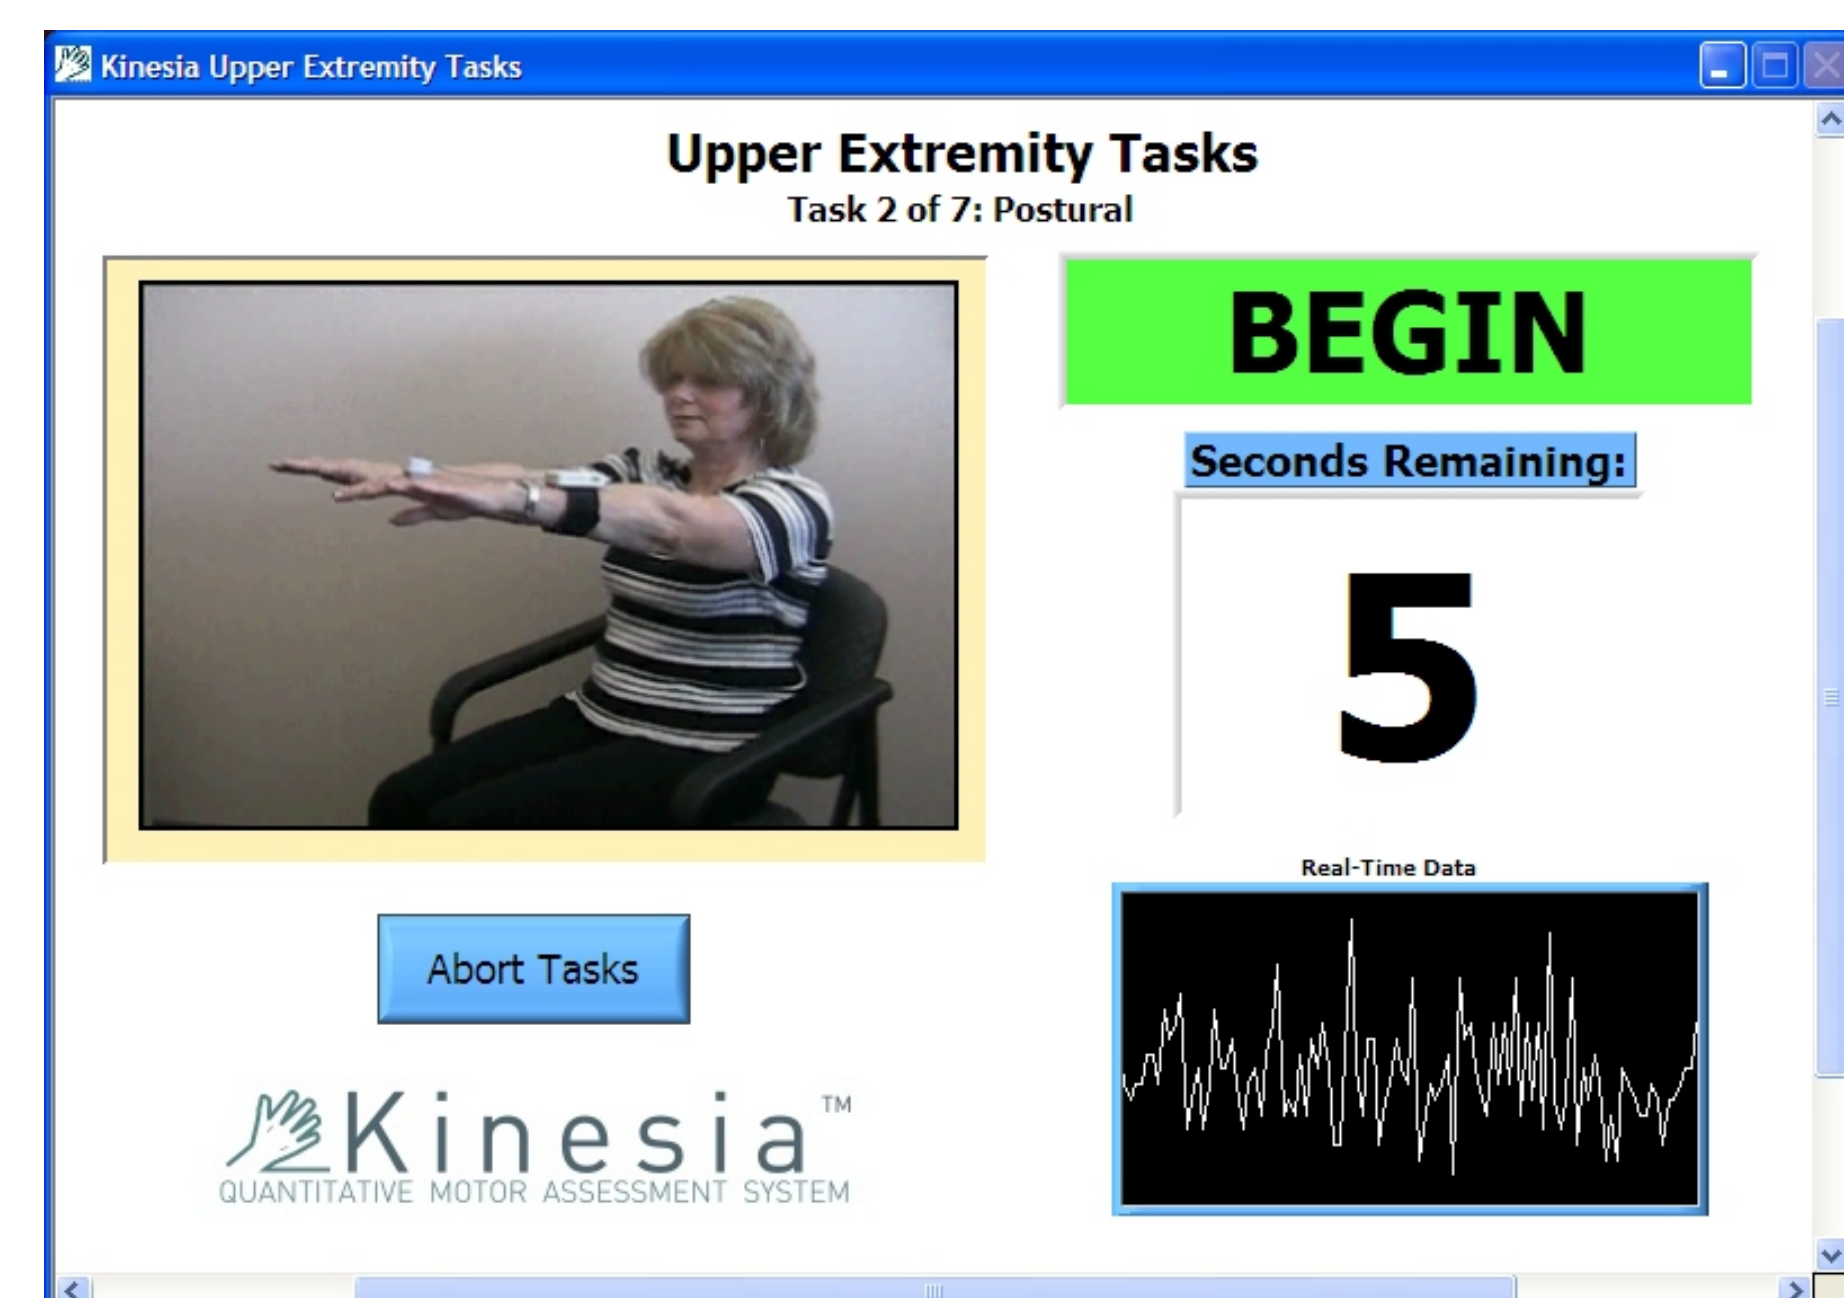 Kinesia Upper Extremity Tasks
Upper Extremity Tasks
Task 2 of 7: Postural
BEGIN
Seconds Remaining:
5
Real-Time Data
Abort Tasks
Kinesia™
QUANTITATIVE MOTOR ASSESSMENT SYSTEM